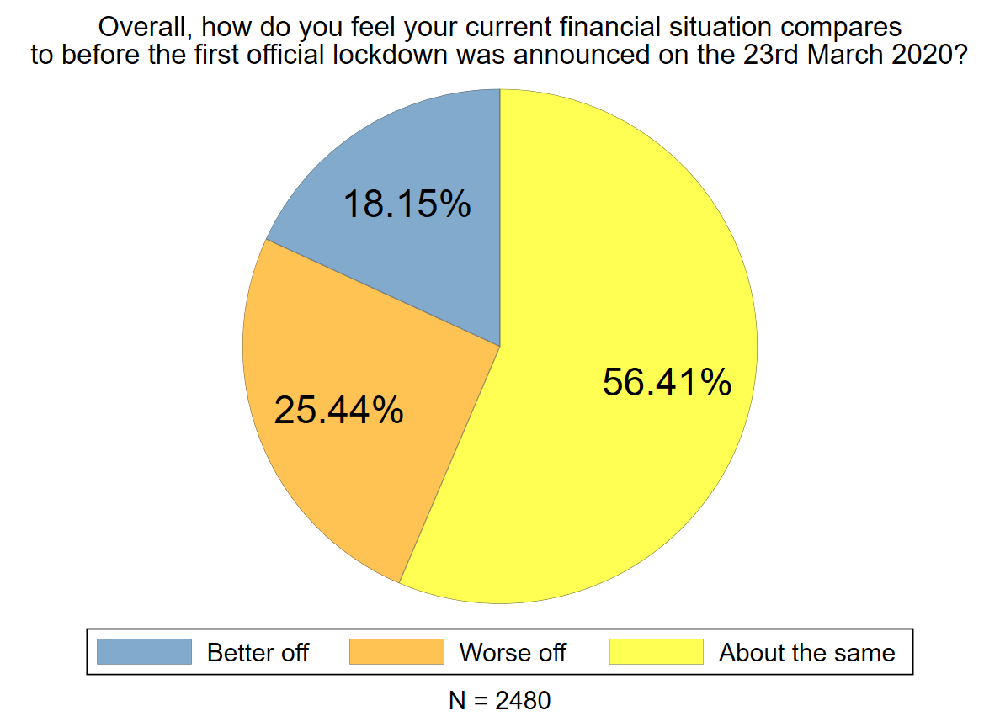 Overall, how do you feel your current financial situation compares
to before the first official lockdown was announced on the 23rd March 2020?
18.15%
56.41%
25.44%
Better off
Worse off
About the same
N = 2480